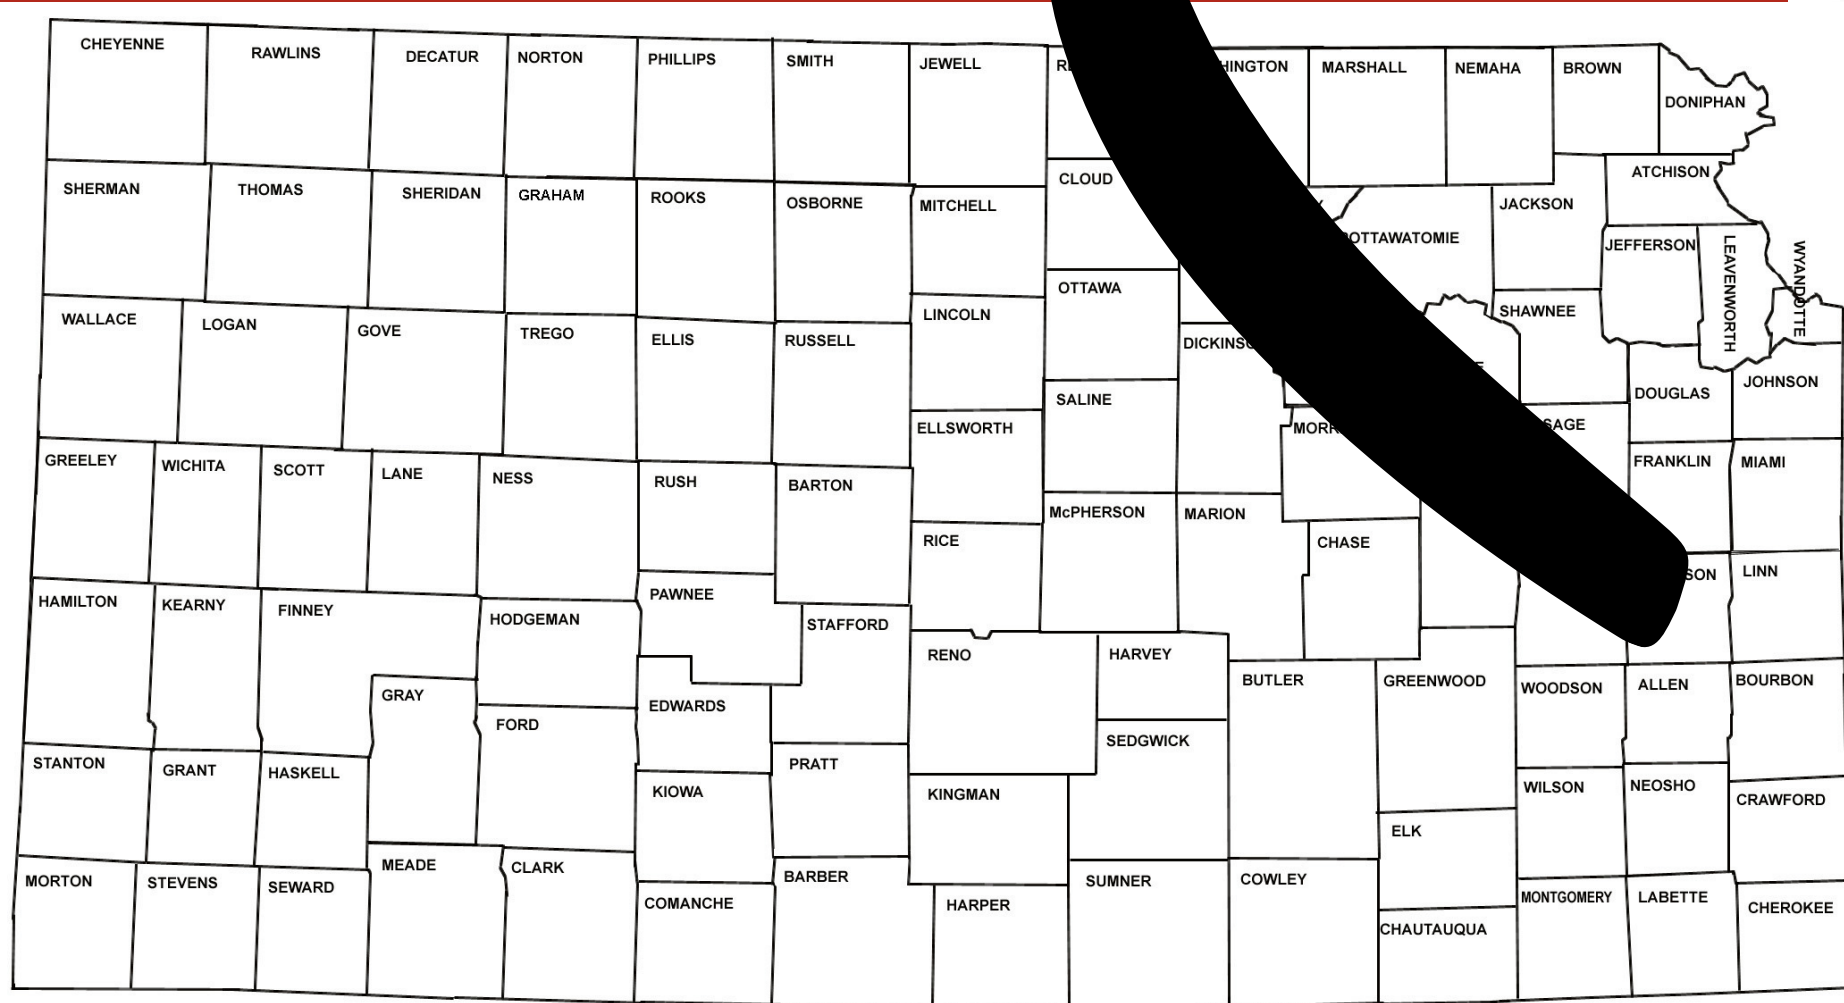 CHEYENNE
RAWLINS
DECATUR
NORTON
PHILLIPS
SMITH
JEWELL
HINGTON
MARSHALL
NEMAHA
BROWN
DONIPHAN
SHERMAN
THOMAS
SHERIDAN
GRAHAM
ROOKS
OSBORNE
MITCHELL
CLOUD
OTTAWATOMIE
JACKSON
ATCHISON
JEFFERSON
LEAVENWORTH
WYANDOTTE
WALLACE
LOGAN
GOVE
TREGO
ELLIS
RUSSELL
LINCOLN
OTTAWA
DICKINS
SHAWNEE
DOUGLAS
JOHNSON
SALINE
ELLSWORTH
MORR
SAGE
GREELEY
WICHITA
SCOTT
LANE
NESS
RUSH
BARTON
FRANKLIN
MIAMI
RICE
McPHERSON
MARION
CHASE
SON
LINN
HAMILTON
KEARNY
FINNEY
HODGEMAN
PAWNEE
STAFFORD
RENO
HARVEY
BUTLER
GREENWOOD
WOODSON
ALLEN
BOURBON
GRAY
FORD
EDWARDS
SEDGWICK
STANTON
GRANT
HASKELL
KIOWA
PRATT
KINGMAN
WILSON
NEOSHO
CRAWFORD
ELK
MORTON
STEVENS
SEWARD
MEADE
CLARK
COMANCHE
BARBER
HARPER
SUMNER
COWLEY
CHAUTAUQUA
MONTGOMERY
LABETTE
CHEROKEE